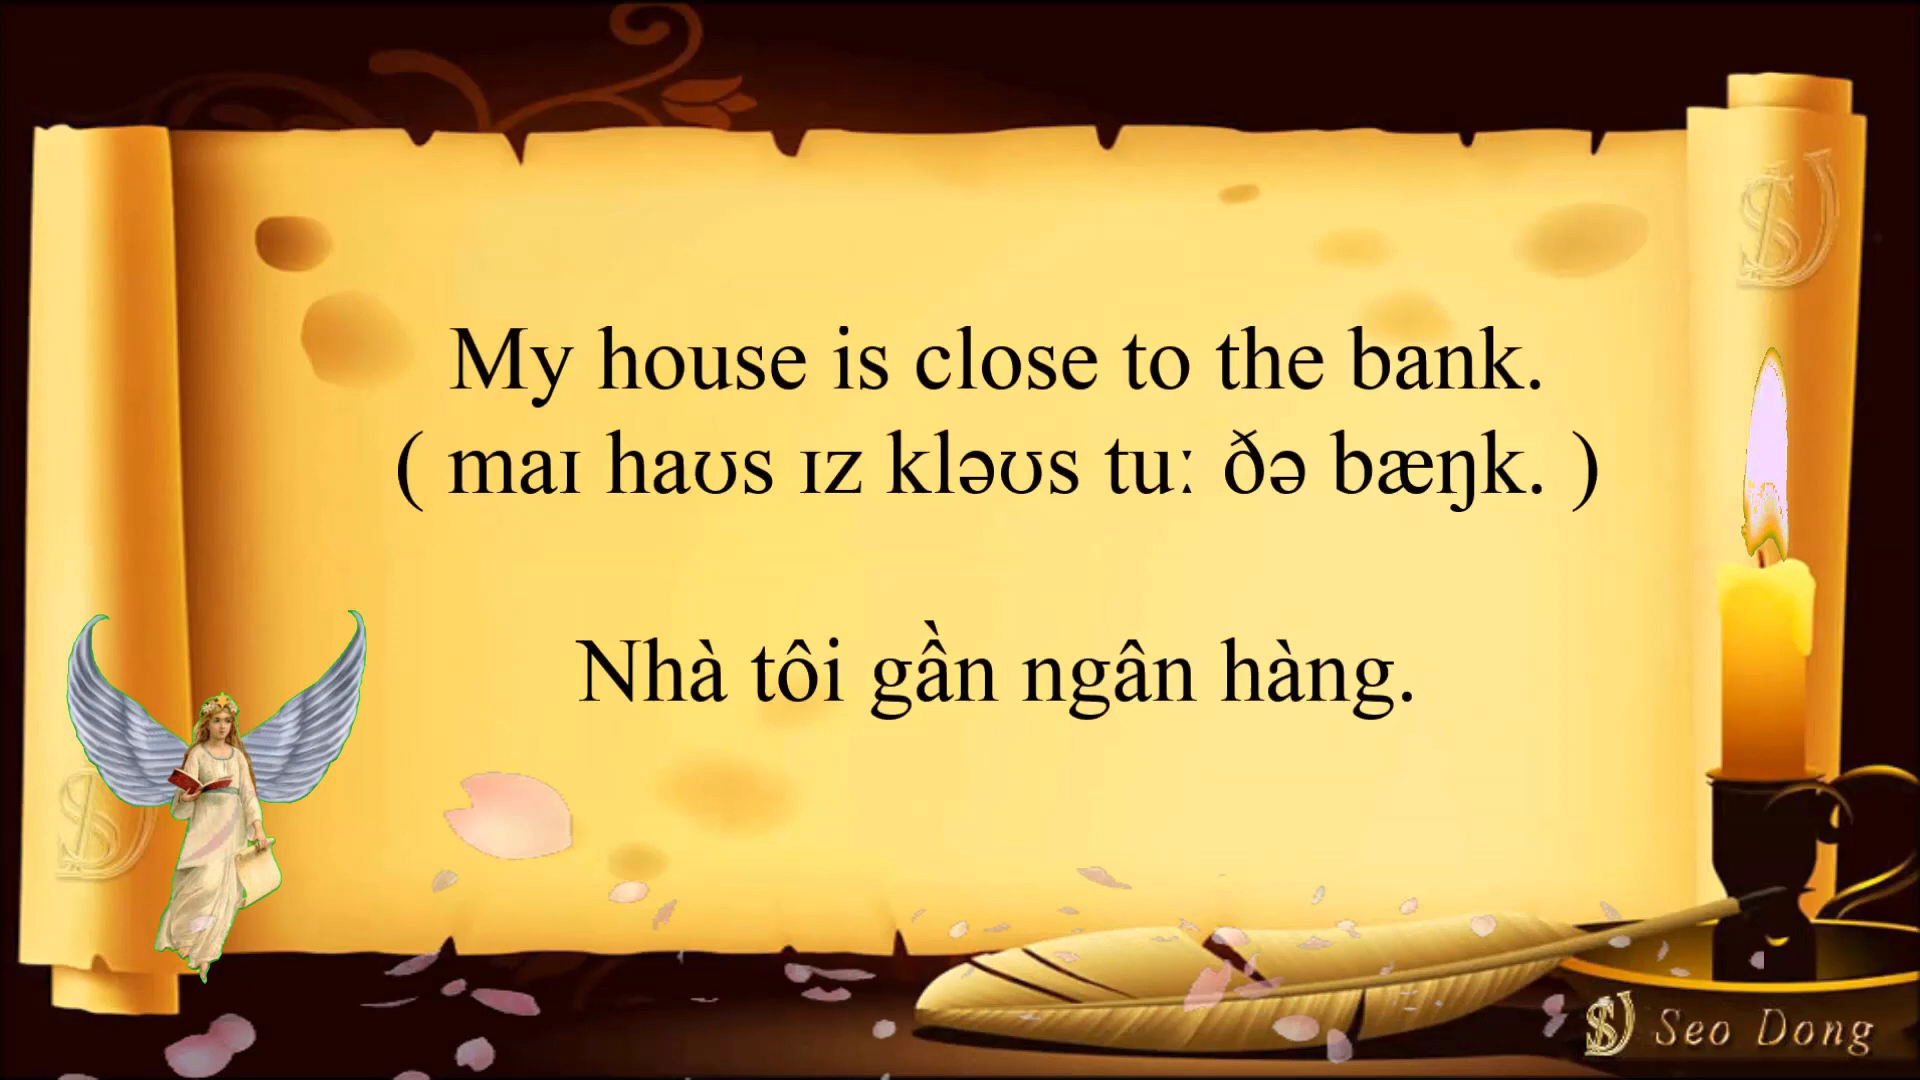 My house is close to the bank.
( maɪ haʊs ɪz kləʊs tuː ðə bæŋk. )
Nhà tôi gần ngân hàng.
Seo Dong